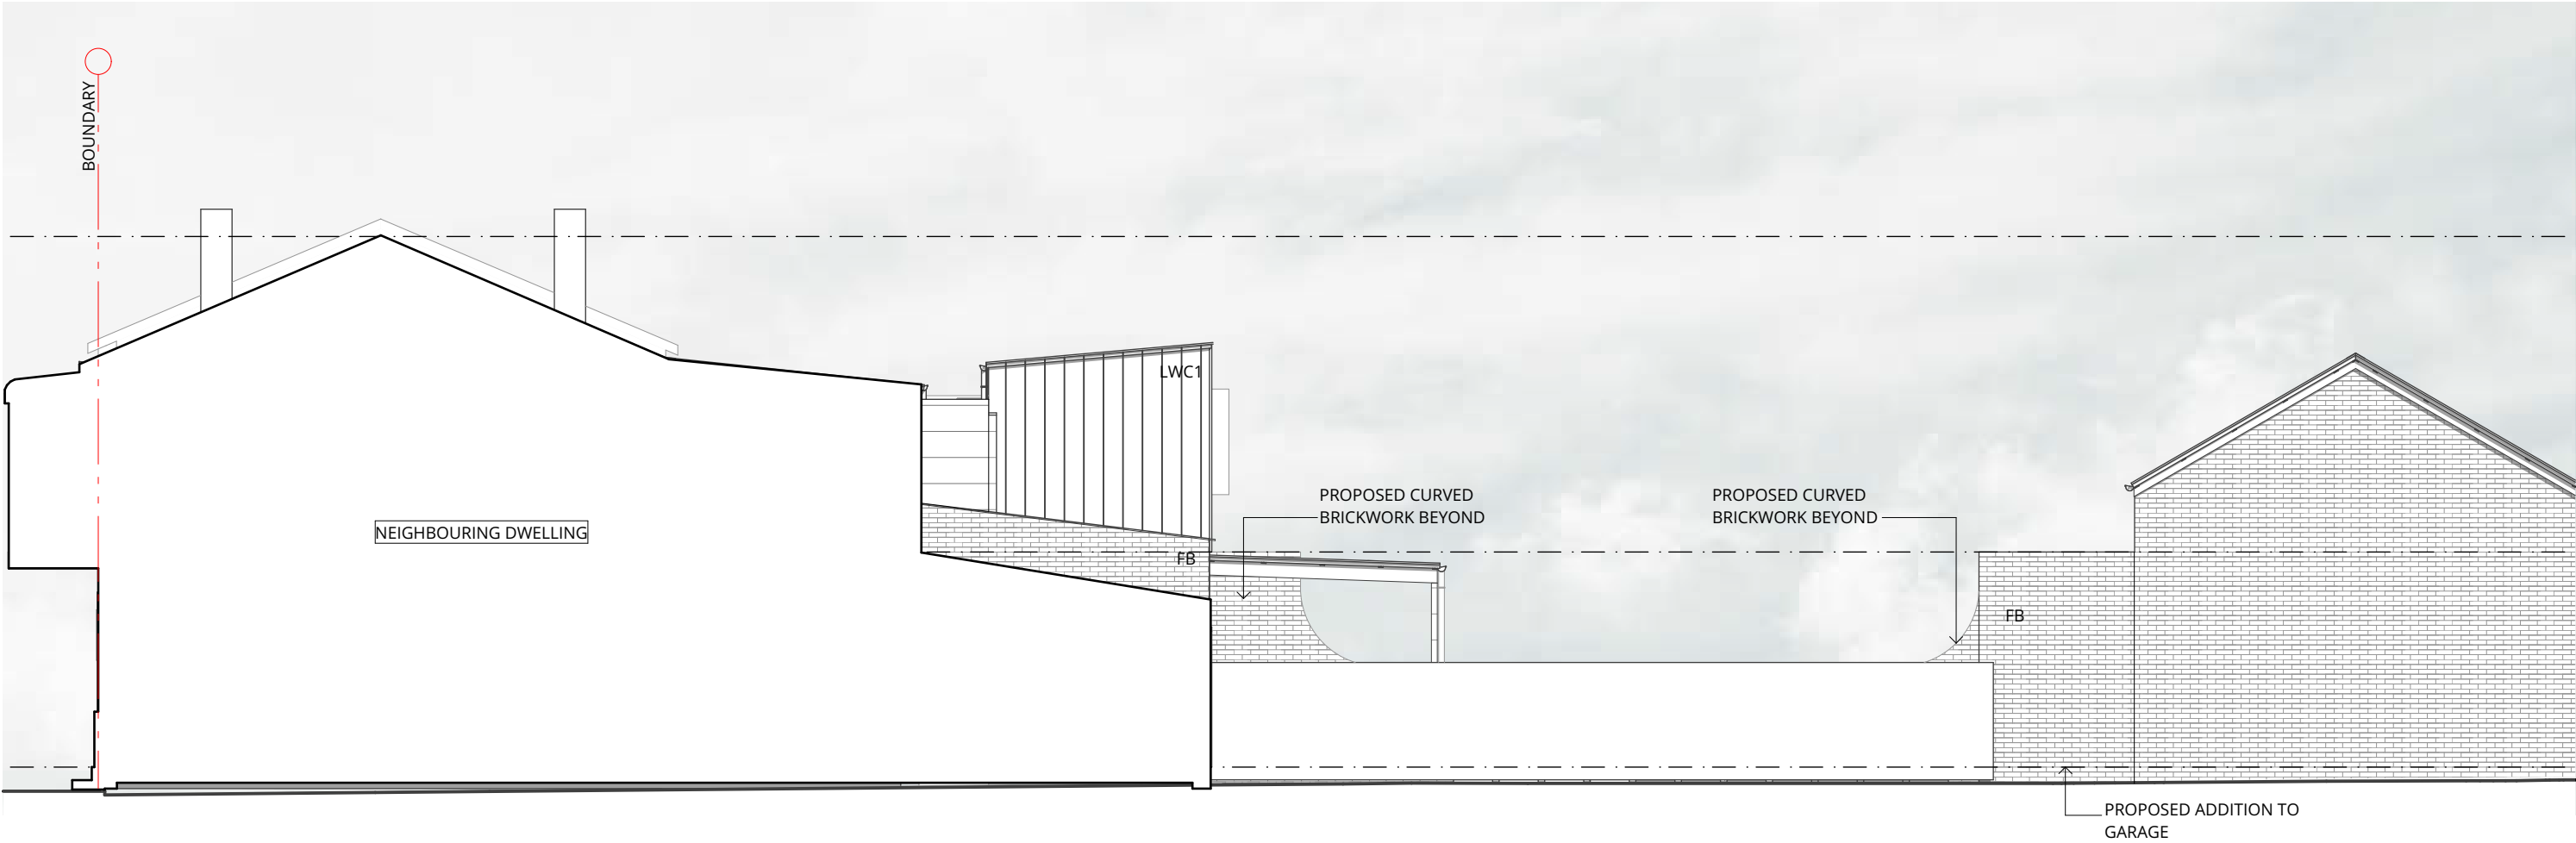 BOUNDARY
LWC1
PROPOSED CURVED
BRICKWORK BEYOND
PROPOSED CURVED
BRICKWORK BEYOND
NEIGHBOURING DWELLING
FB
FB
PROPOSED ADDITION TO
GARAGE